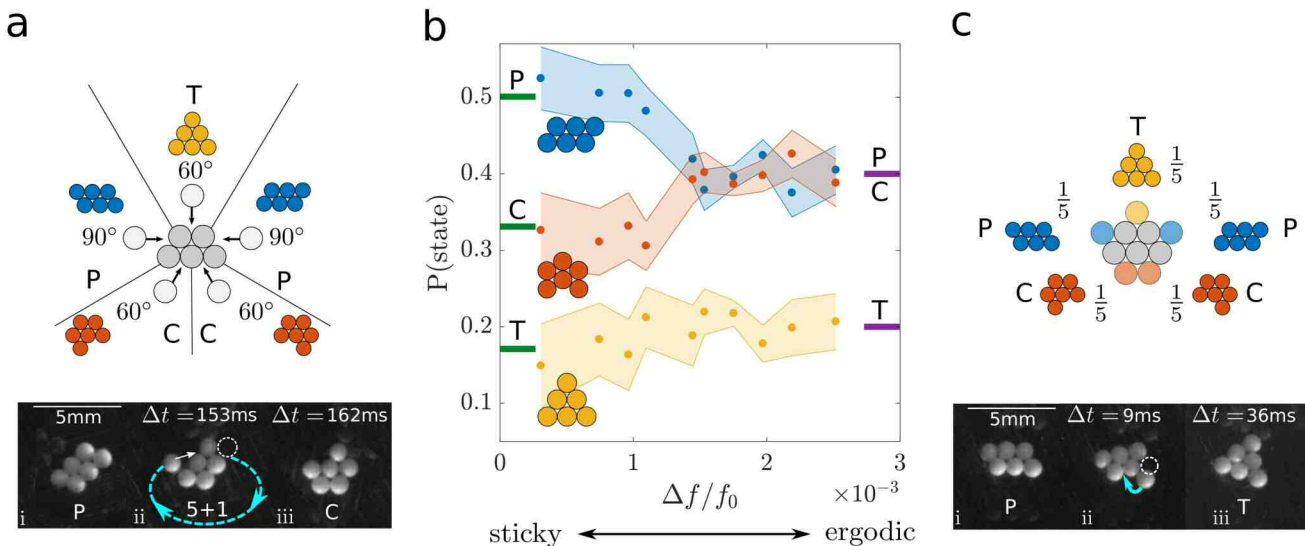 a
T
60°
90°
90°
P
P
60°
60°
C
C
5mm
Δt = 153ms
Δt = 162ms
i
P
ii
5+1
iii
C
b
P(state)
0.5
0.4
0.3
0.2
0.1
P
C
T
P
C
T
0
1
2
3
Δf/f₀
×10⁻³
sticky
ergodic
c
T
1/5
1/5
1/5
P
P
C
1/5
1/5
C
5mm
Δt = 9ms
Δt = 36ms
i
P
ii
iii
T